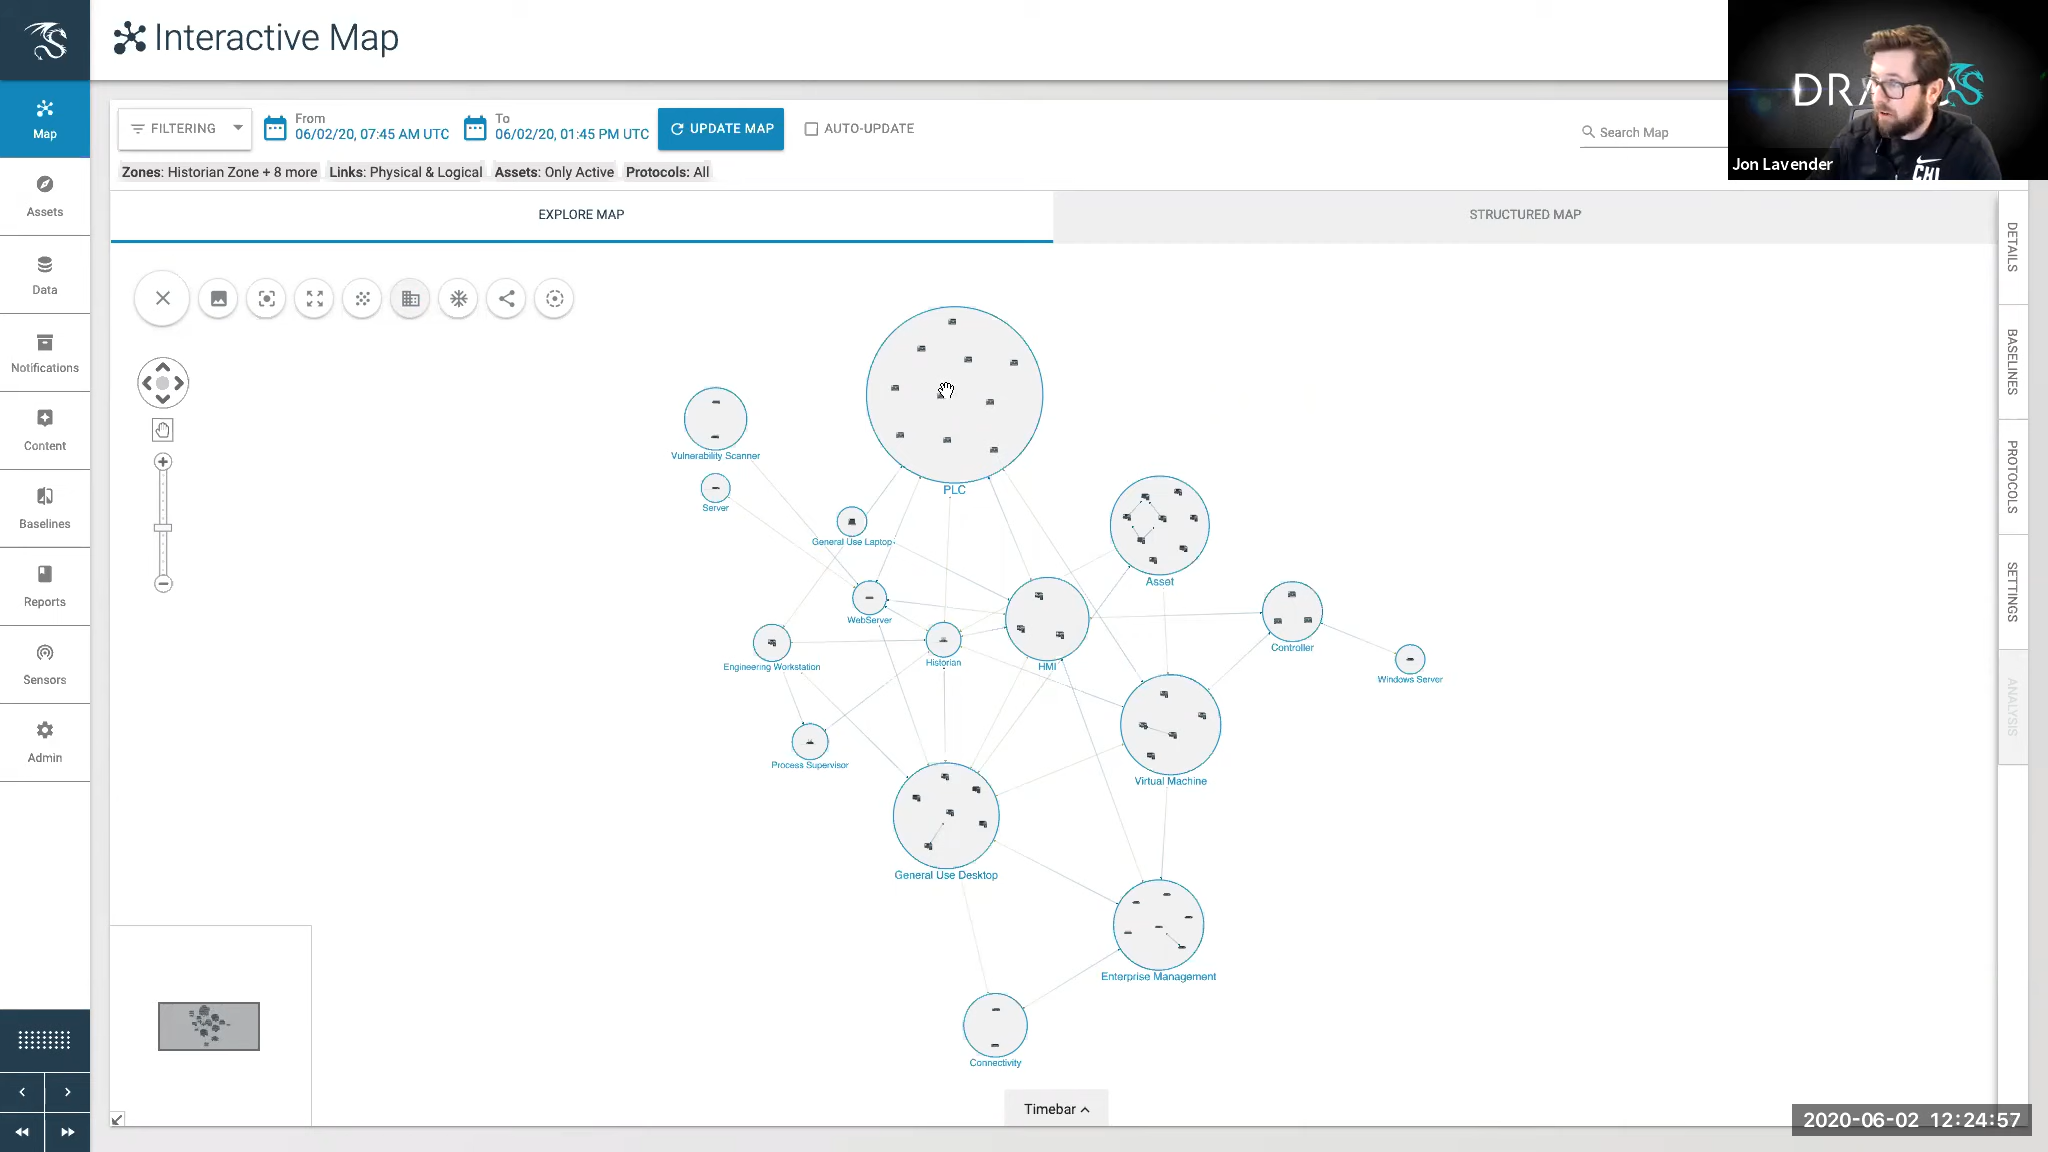 Interactive Map
DRAGOS
Jon Lavender
CHI
Map
Assets
Data
Notifications
Content
Baselines
Reports
Sensors
Admin
FILTERING
From
06/02/20, 07:45 AM UTC
To
06/02/20, 01:45 PM UTC
UPDATE MAP
AUTO-UPDATE
Search Map
Zones: Historian Zone + 8 more
Links: Physical & Logical
Assets: Only Active
Protocols: All
EXPLORE MAP
STRUCTURED MAP
DETAILS
BASELINES
PROTOCOLS
SETTINGS
ANALYSIS
Vulnerability Scanner
PLC
Server
General Use Laptop
Asset
WebServer
Engineering Workstation
Historian
HMI
Controller
Windows Server
Process Supervisor
Virtual Machine
General Use Desktop
Enterprise Management
Connectivity
Timebar
2020-06-02 12:24:57